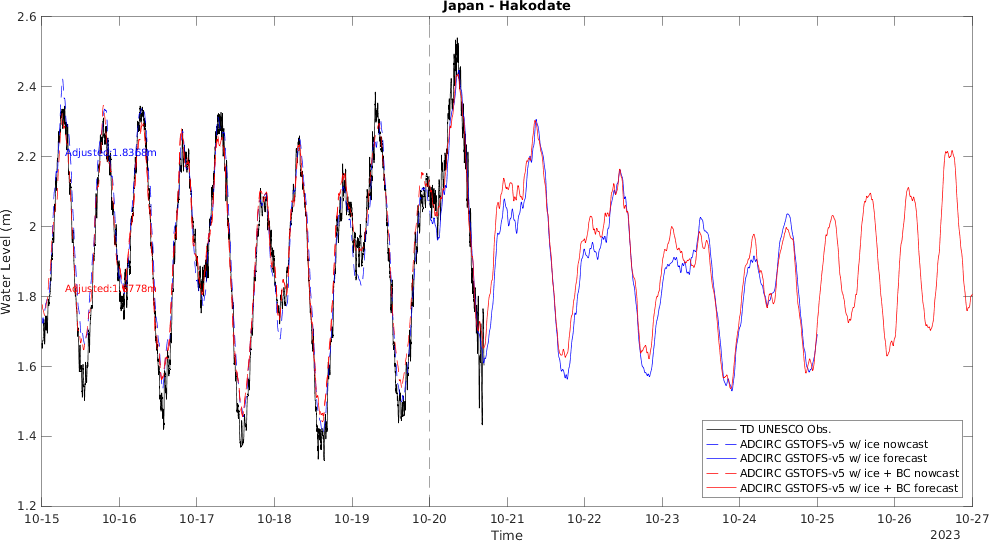 Japan - Hakodate
2.6
2.4
2.2
2
1.8
1.6
1.4
1.2
Water Level (m)
Adjusted:1.8368m
TD UNESCO Obs.
ADCIRC GSTOFS-v5 w/ ice nowcast
ADCIRC GSTOFS-v5 w/ ice forecast
ADCIRC GSTOFS-v5 w/ ice + BC nowcast
ADCIRC GSTOFS-v5 w/ ice + BC forecast
10-15 10-16 10-17 10-18 10-19 10-20 10-21 10-22 10-23 10-24 10-25 10-26 10-27
Time
2023